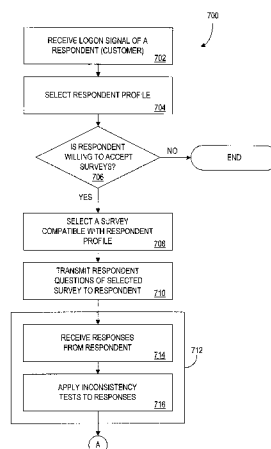 700
RECEIVE LOGON SIGNAL OF A
RESPONDENT (CUSTOMER)
702
SELECT RESPONDENT PROFILE
704
IS RESPONDENT
WILLING TO ACCEPT
SURVEYS?
706
NO
END
YES
SELECT A SURVEY
COMPATIBLE WITH RESPONDENT
PROFILE
708
TRANSMIT RESPONDENT
QUESTIONS OF SELECTED
SURVEY TO RESPONDENT
710
712
RECEIVE RESPONSES
FROM RESPONDENT
714
APPLY INCONSISTENCY
TESTS TO RESPONSES
716
A